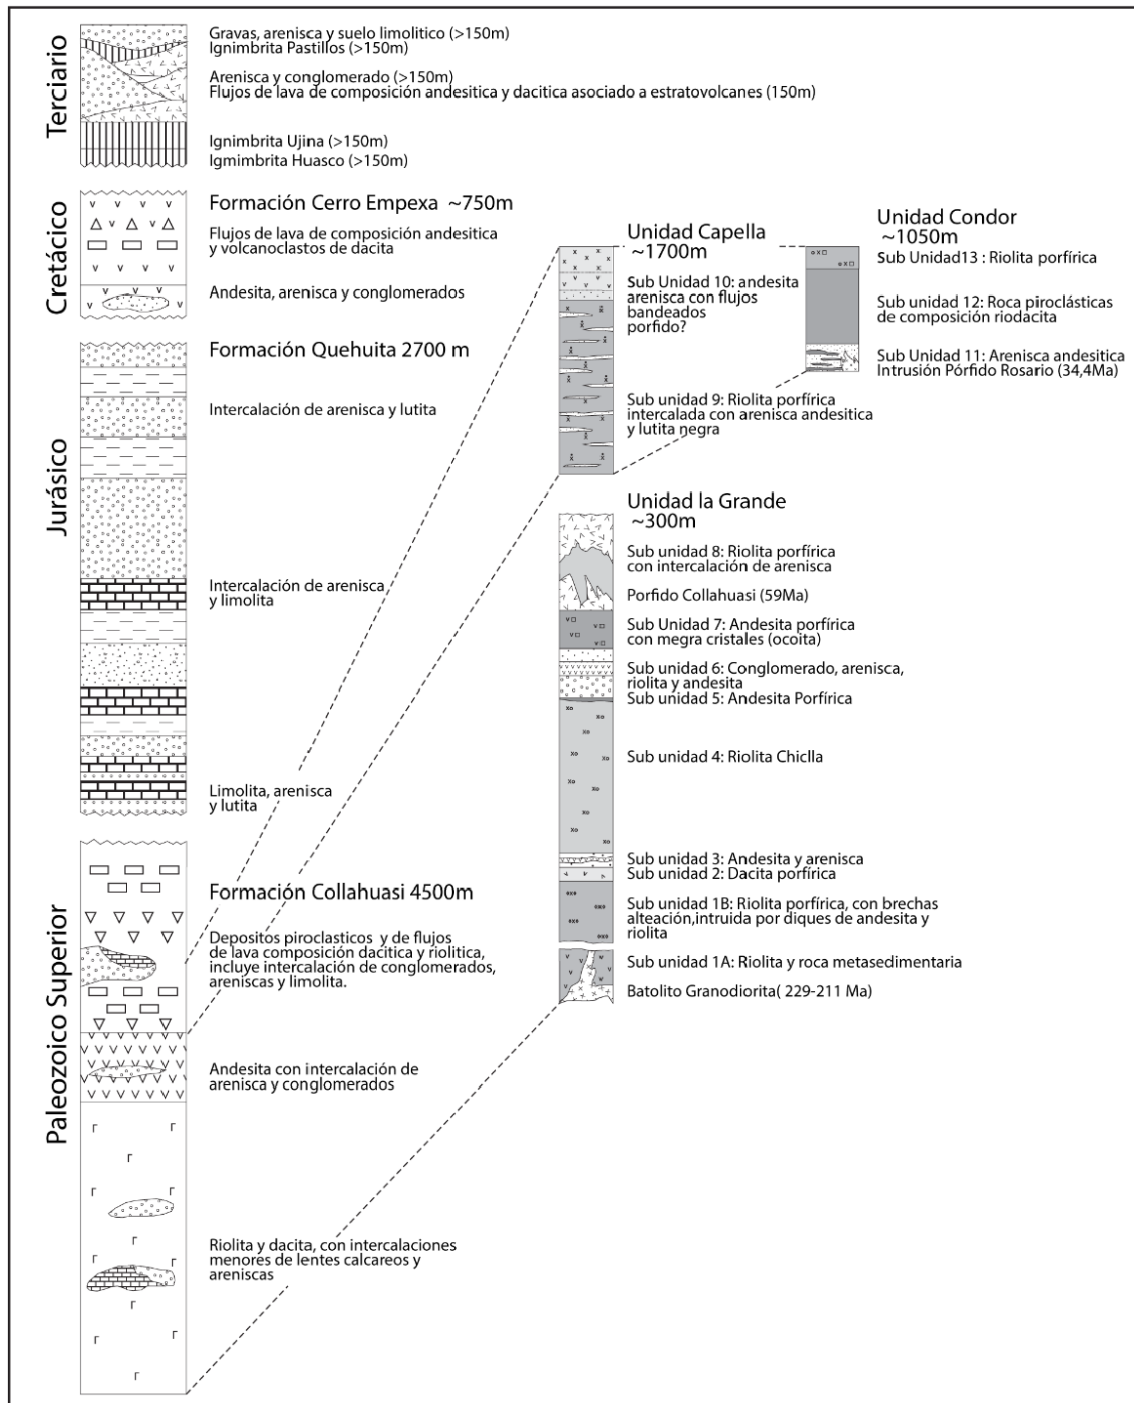 Terciario
Gravas, arenisca y suelo limolitico (>150m)
Ignimbrita Pastillos (>150m)
Arenisca y conglomerado (>150m)
Flujos de lava de composición andesitica y dacitica asociado a estratovolcanes (150m)
Ignimbrita Ujina (>150m)
Igmimbrita Huasco (>150m)
Cretácico
Formación Cerro Empexa ~750m
Flujos de lava de composición andesitica
y volcanoclastos de dacita
Andesita, arenisca y conglomerados
Jurásico
Formación Quehuita 2700 m
Intercalación de arenisca y lutita
Intercalación de arenisca
y limolita
Limolita, arenisca
y lutita
Paleozoico Superior
Formación Collahuasi 4500m
Depositos piroclasticos y de flujos
de lava composición dacitica y riolitica,
incluye intercalación de conglomerados,
areniscas y limolita.
Andesita con intercalación de
arenisca y conglomerados
Riolita y dacita, con intercalaciones
menores de lentes calcareos y
areniscas
Unidad Capella
~1700m
Sub Unidad 10: andesita
arenisca con flujos
bandeados
porfido?
Sub unidad 9: Riolita porfírica
intercalada con arenisca andesitica
y lutita negra
Unidad Condor
~1050m
Sub Unidad13 : Riolita porfírica
Sub unidad 12: Roca piroclásticas
de composición riodacita
Sub Unidad 11: Arenisca andesitica
Intrusión Pórfido Rosario (34,4Ma)
Unidad la Grande
~300m
Sub unidad 8: Riolita porfírica
con intercalación de arenisca
Porfido Collahuasi (59Ma)
Sub Unidad 7: Andesita porfírica
con megra cristales (ocoita)
Sub unidad 6: Conglomerado, arenisca,
riolita y andesita
Sub unidad 5: Andesita Porfírica
Sub unidad 4: Riolita Chiclla
Sub unidad 3: Andesita y arenisca
Sub unidad 2: Dacita porfírica
Sub unidad 1B: Riolita porfírica, con brechas
alteación,intruida por diques de andesita y
riolita
Sub unidad 1A: Riolita y roca metasedimentaria
Batolito Granodiorita( 229-211 Ma)